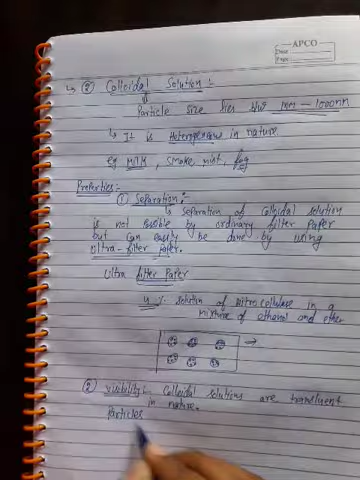 APCO
Date
Page
↳ ② Colloidal Solution :-
Particle size lies b/w 1nm - 1000nm
↳ It is Heterogeneous in nature
eg Milk, smoke mist, fog
Properties:-
① Separation:-
↳ Separation of colloidal solution
is not possible by ordinary filter Paper
but can easily be done by using
Ultra-filter Paper.
Ultra filter Paper
4% solution of Nitrocellulose in a
mixture of ethanol and ether
② Visibility:- Colloidal solutions are translucent
in nature.
Particles